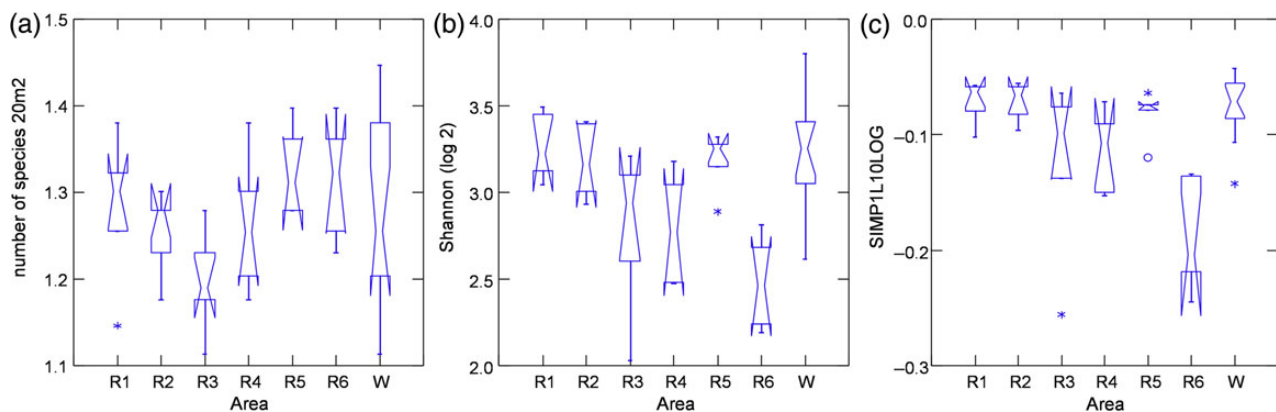 (a)
number of species 20m2
1.5
1.4
1.3
1.2
1.1
R1 R2 R3 R4 R5 R6 W
Area
(b)
Shannon (log 2)
4.0
3.5
3.0
2.5
2.0
R1 R2 R3 R4 R5 R6 W
Area
(c)
SIMP1L10LOG
−0.0
−0.1
−0.2
−0.3
R1 R2 R3 R4 R5 R6 W
Area